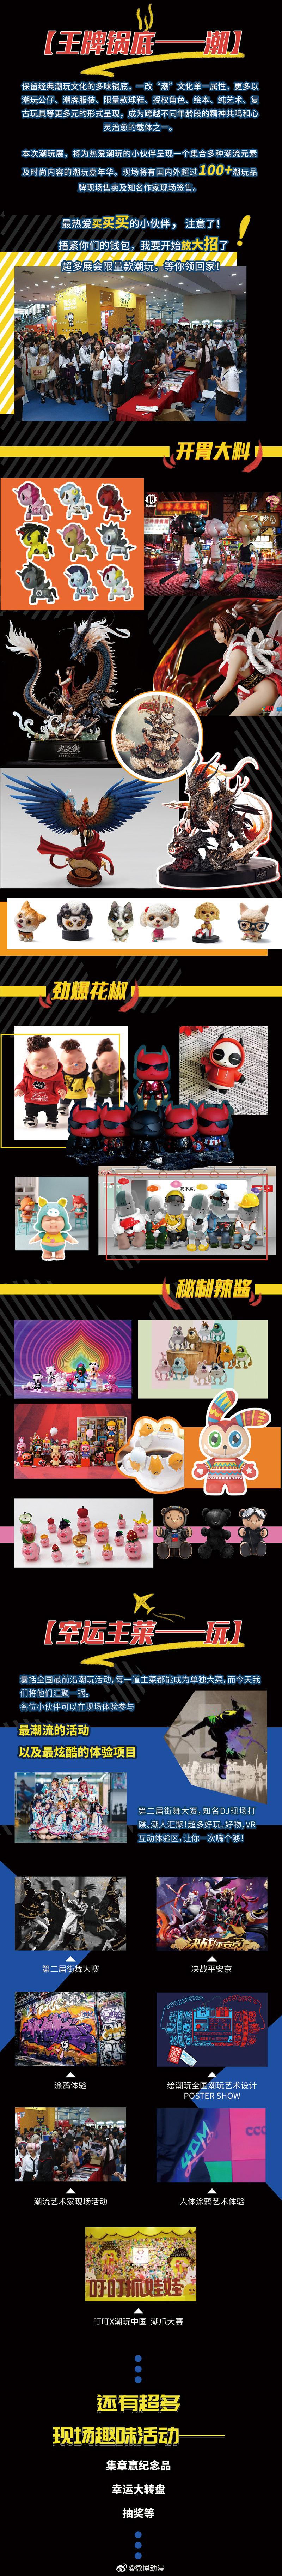 【王牌锅底——潮】
保留经典潮玩文化的多味锅底，一改“潮”文化单一属性，更多以
潮玩公仔、潮牌服装、限量款球鞋、授权角色、绘本、纯艺术、复
古玩具等更多元的形式呈现，成为跨越不同年龄段的精神共鸣和心
灵治愈的载体之一。
本次潮玩展，将为热爱潮玩的小伙伴呈现一个集合多种潮流元素
及时尚内容的潮玩嘉年华。现场将有国内外超过100+潮玩品
牌现场售卖及知名作家现场签售。
最热爱买买买的小伙伴，注意了！
捂紧你们的钱包，我要开始放大招了！
超多展会限量款潮玩，等你领回家！
开胃大料
劲爆花椒
秘制辣酱
【空运主菜——玩】
囊括全国最前沿潮玩活动，每一道主菜都能成为单独大菜，而今天我
们将他们汇聚一锅。
各位小伙伴可以在现场体验参与
最潮流的活动
以及最炫酷的体验项目
第二届街舞大赛，知名DJ现场打
碟、潮人汇聚！超多好玩、好物，VR
互动体验区，让你一次嗨个够！
第二届街舞大赛
决战平安京
决战平安京
涂鸦体验
绘潮玩全国潮玩艺术设计
POSTER SHOW
潮流艺术家现场活动
人体涂鸦艺术体验
叮叮抓娃娃
叮叮X潮玩中国 潮爪大赛
还有超多
现场趣味活动——
集章赢纪念品
幸运大转盘
抽奖等
@微博动漫